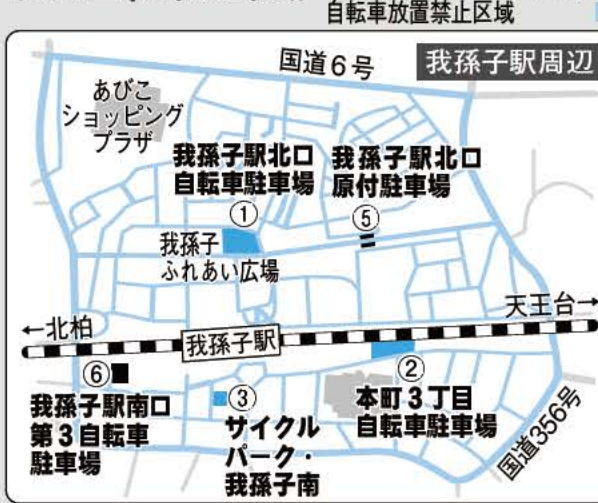 自転車放置禁止区域
我孫子駅周辺
国道6号
あびこ
ショッピング
プラザ
我孫子駅北口
自転車駐車場
①
我孫子駅北口
原付駐車場
⑤
我孫子
ふれあい広場
天王台→
←北柏
我孫子駅
⑥
我孫子駅南口
第3自転車
駐車場
③
サイクル
パーク・
我孫子南
②
本町3丁目
自転車駐車場
国道356号